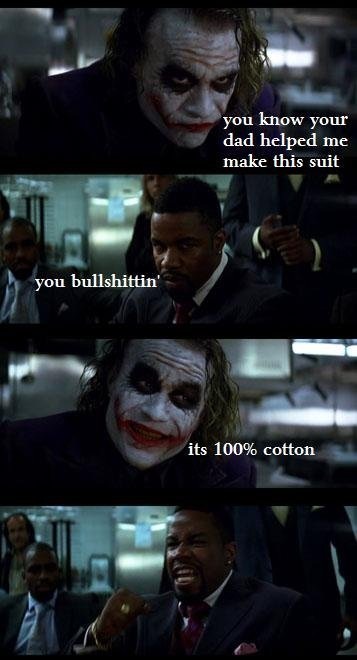 you know your
dad helped me
make this suit
you bullshittin'
its 100% cotton